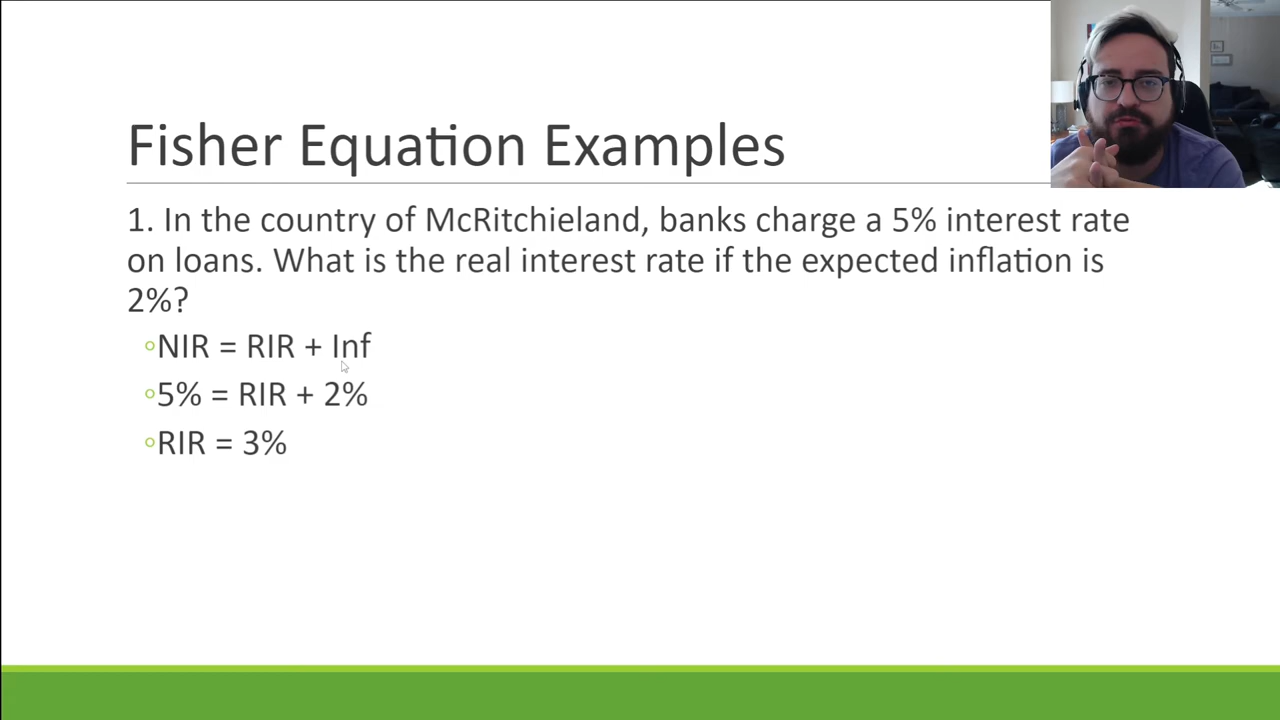 Fisher Equation Examples
1. In the country of McRitchieland, banks charge a 5% interest rate
on loans. What is the real interest rate if the expected inflation is
2%?
◦NIR = RIR + Inf
◦5% = RIR + 2%
◦RIR = 3%